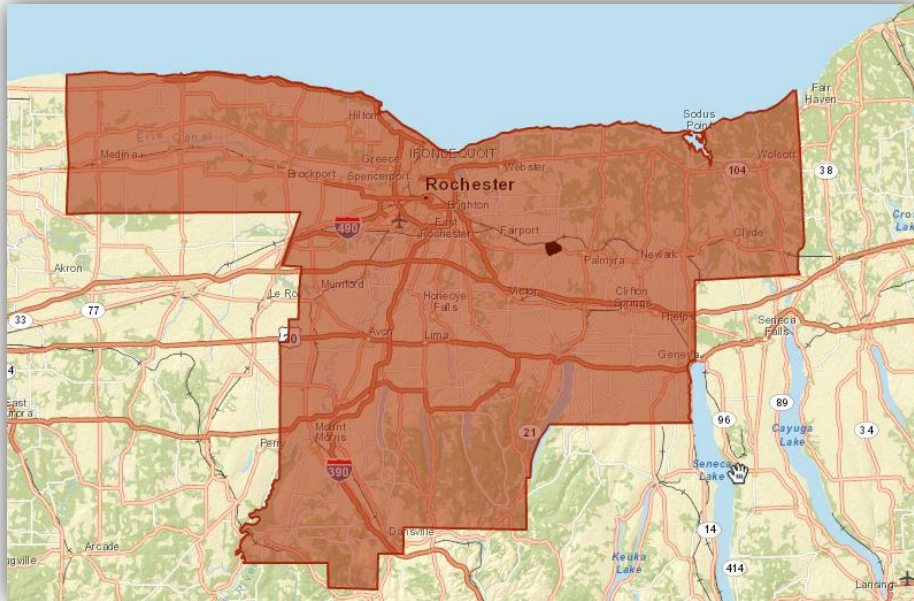 Fair
Haven
Sodus
Point
Hilton
Erie Canal
Medina
Greece
IRONDEQUOIT
Webster
Wolcott
104
38
Brockport
Spencerport
Rochester
Brighton
490
East
Rochester
Fairport
Clyde
Akron
Palmyra
Newark
Mumford
Le Roy
Honeoye
Falls
Victor
Clifton
Springs
Phelps
77
33
20
Avon
Lima
Geneva
Seneca
Falls
East
Mount
Morris
Perry
21
96
89
Cayuga
Lake
34
390
Seneca
Lake
Dansville
14
Arcade
Keuka
Lake
414
Lansing